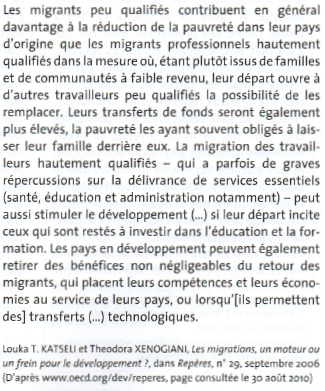 Les migrants peu qualifiés contribuent en général
davantage à la réduction de la pauvreté dans leur pays
d'origine que les migrants professionnels hautement
qualifiés dans la mesure où, étant plutôt issus de familles
et de communautés à faible revenu, leur départ ouvre à
d'autres travailleurs peu qualifiés la possibilité de les
remplacer. Leurs transferts de fonds seront également
plus élevés, la pauvreté les ayant souvent obligés à lais-
ser leur famille derrière eux. La migration des travail-
leurs hautement qualifiés – qui a parfois de graves
répercussions sur la délivrance de services essentiels
(santé, éducation et administration notamment) – peut
aussi stimuler le développement (...) si leur départ incite
ceux qui sont restés à investir dans l'éducation et la for-
mation. Les pays en développement peuvent également
retirer des bénéfices non négligeables du retour des
migrants, qui placent leurs compétences et leurs écono-
mies au service de leurs pays, ou lorsqu'[ils permettent
des] transferts (...) technologiques.
Louka T. KATSELI et Theodora XENOGIANI, Les migrations, un moteur ou
un frein pour le développement ?, dans Repères, n° 29, septembre 2006
(D'après www.oecd.org/dev/reperes, page consultée le 30 août 2010)